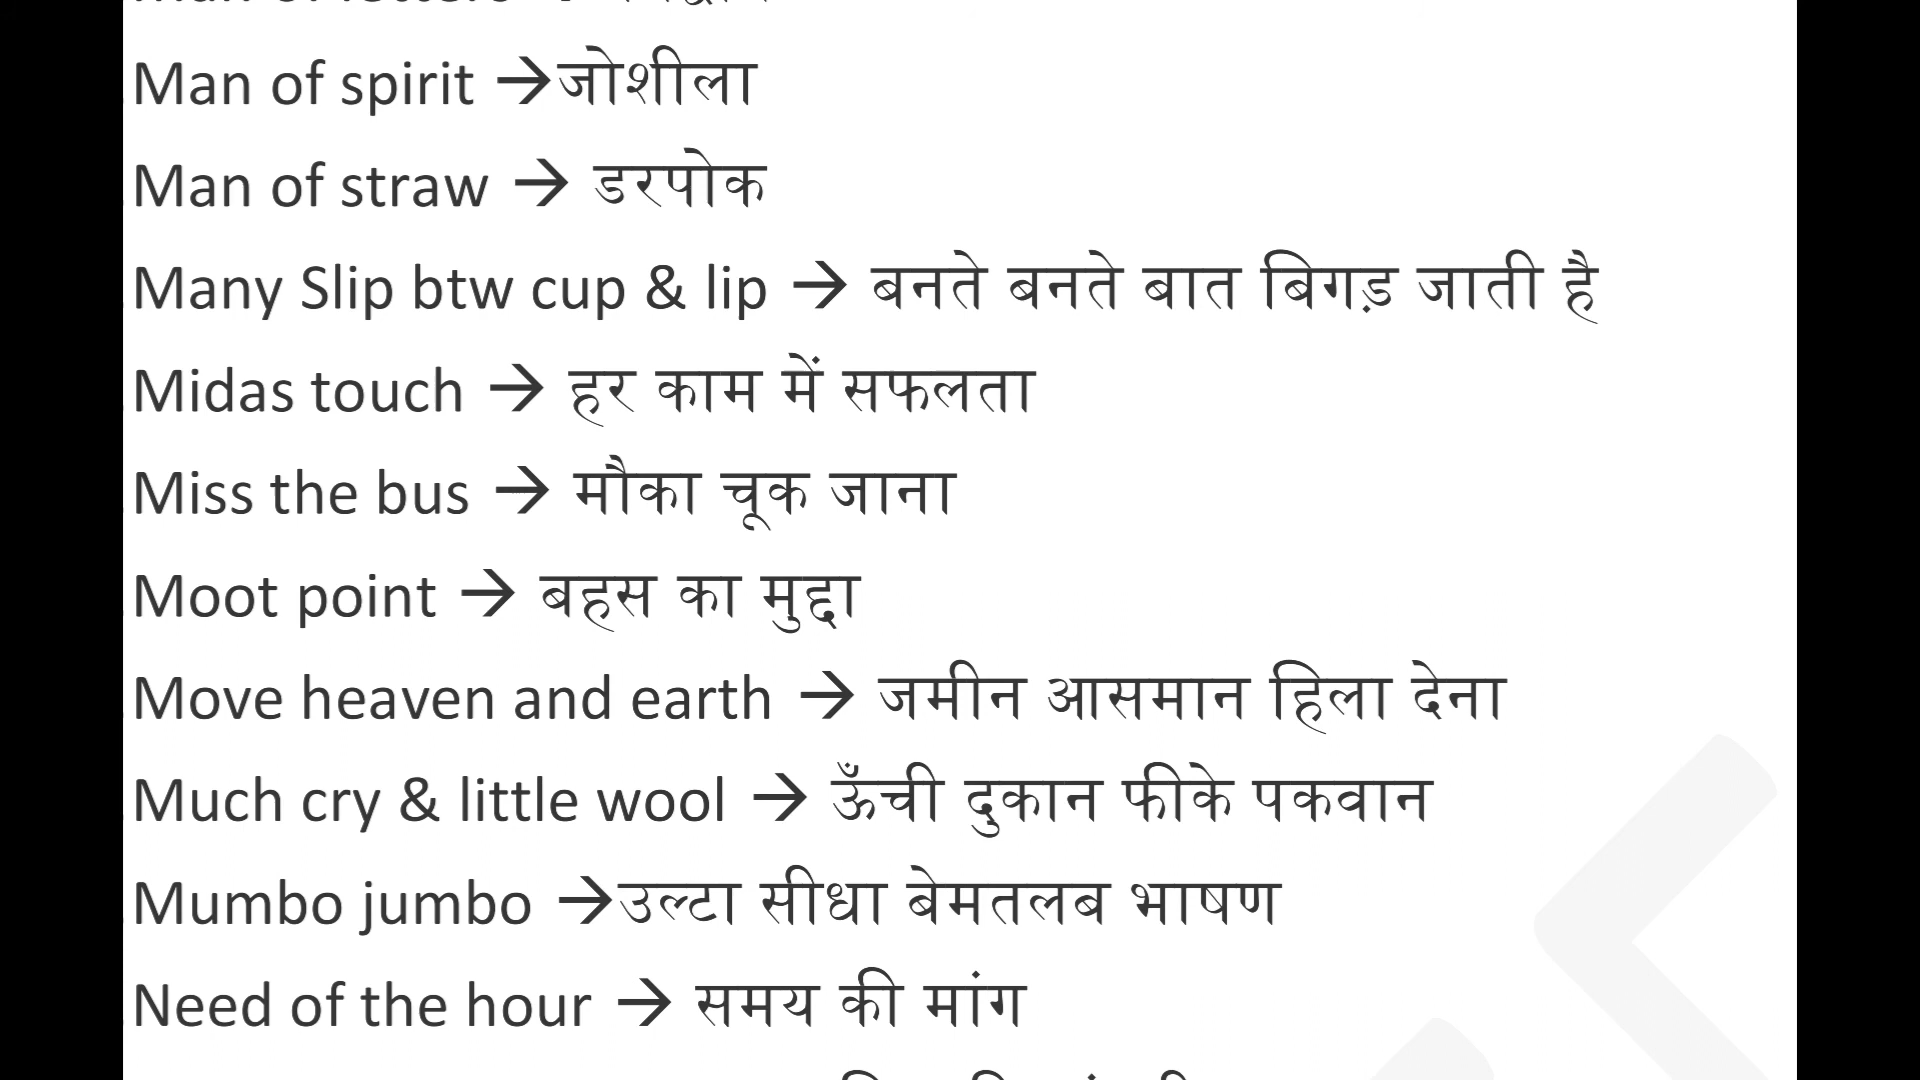 Man of spirit →जोशीला
Man of straw → डरपोक
Many Slip btw cup & lip → बनते बनते बात बिगड़ जाती है
Midas touch → हर काम में सफलता
Miss the bus → मौका चूक जाना
Moot point → बहस का मुद्दा
Move heaven and earth → जमीन आसमान हिला देना
Much cry & little wool → ऊँची दुकान फीके पकवान
Mumbo jumbo →उल्टा सीधा बेमतलब भाषण
Need of the hour → समय की मांग